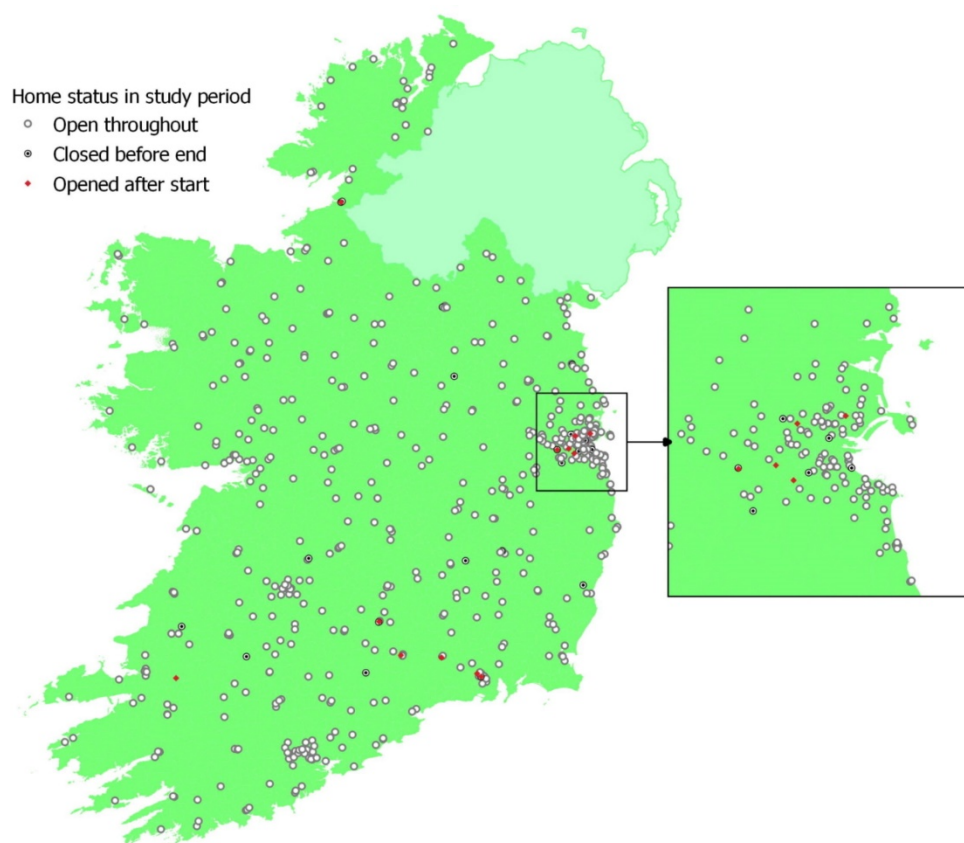 Home status in study period
Open throughout
Closed before end
Opened after start